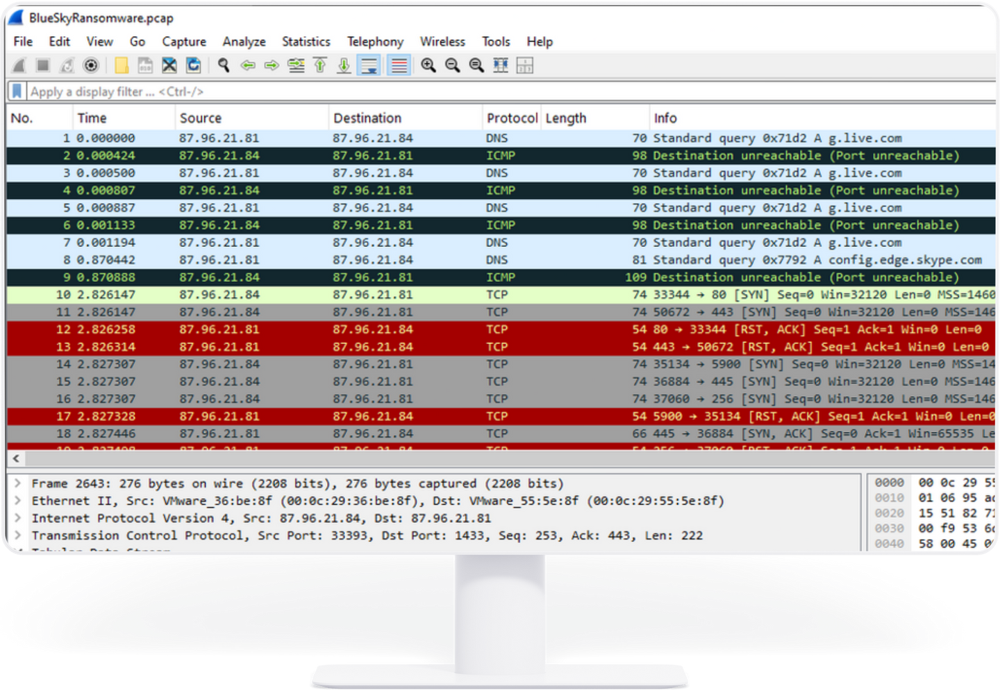 BlueSkyRansomware.pcap
File Edit View Go Capture Analyze Statistics Telephony Wireless Tools Help
Apply a display filter ... <Ctrl-/>
No. Time Source Destination Protocol Length Info
1 0.000000 87.96.21.81 87.96.21.84 DNS 70 Standard query 0x71d2 A g.live.com
2 0.000424 87.96.21.84 87.96.21.81 ICMP 98 Destination unreachable (Port unreachable)
3 0.000500 87.96.21.81 87.96.21.84 DNS 70 Standard query 0x71d2 A g.live.com
4 0.000807 87.96.21.84 87.96.21.81 ICMP 98 Destination unreachable (Port unreachable)
5 0.000887 87.96.21.81 87.96.21.84 DNS 70 Standard query 0x71d2 A g.live.com
6 0.001133 87.96.21.84 87.96.21.81 ICMP 98 Destination unreachable (Port unreachable)
7 0.001194 87.96.21.81 87.96.21.84 DNS 70 Standard query 0x71d2 A g.live.com
8 0.870442 87.96.21.81 87.96.21.84 DNS 81 Standard query 0x7792 A config.edge.skype.com
9 0.870888 87.96.21.84 87.96.21.81 ICMP 109 Destination unreachable (Port unreachable)
10 2.826147 87.96.21.84 87.96.21.81 TCP 74 33344 → 80 [SYN] Seq=0 Win=32120 Len=0 MSS=1460
11 2.826147 87.96.21.84 87.96.21.81 TCP 74 50672 → 443 [SYN] Seq=0 Win=32120 Len=0 MSS=146
12 2.826258 87.96.21.81 87.96.21.84 TCP 54 80 → 33344 [RST, ACK] Seq=1 Ack=1 Win=0 Len=0
13 2.826314 87.96.21.81 87.96.21.84 TCP 54 443 → 50672 [RST, ACK] Seq=1 Ack=1 Win=0 Len=0
14 2.827307 87.96.21.84 87.96.21.81 TCP 74 35134 → 5900 [SYN] Seq=0 Win=32120 Len=0 MSS=14
15 2.827307 87.96.21.84 87.96.21.81 TCP 74 36884 → 445 [SYN] Seq=0 Win=32120 Len=0 MSS=146
16 2.827307 87.96.21.84 87.96.21.81 TCP 74 37060 → 256 [SYN] Seq=0 Win=32120 Len=0 MSS=146
17 2.827328 87.96.21.81 87.96.21.84 TCP 54 5900 → 35134 [RST, ACK] Seq=1 Ack=1 Win=0 Len=0
18 2.827446 87.96.21.81 87.96.21.84 TCP 66 445 → 36884 [SYN, ACK] Seq=0 Ack=1 Win=65535 Le
Frame 2643: 276 bytes on wire (2208 bits), 276 bytes captured (2208 bits)
Ethernet II, Src: VMware_36:be:8f (00:0c:29:36:be:8f), Dst: VMware_55:5e:8f (00:0c:29:55:5e:8f)
Internet Protocol Version 4, Src: 87.96.21.84, Dst: 87.96.21.81
Transmission Control Protocol, Src Port: 33393, Dst Port: 1433, Seq: 253, Ack: 443, Len: 222
0000 00 0c 29 55
0010 01 06 95
0020 15 51 82 71
0030 00 f9 53
0040 58 00 45